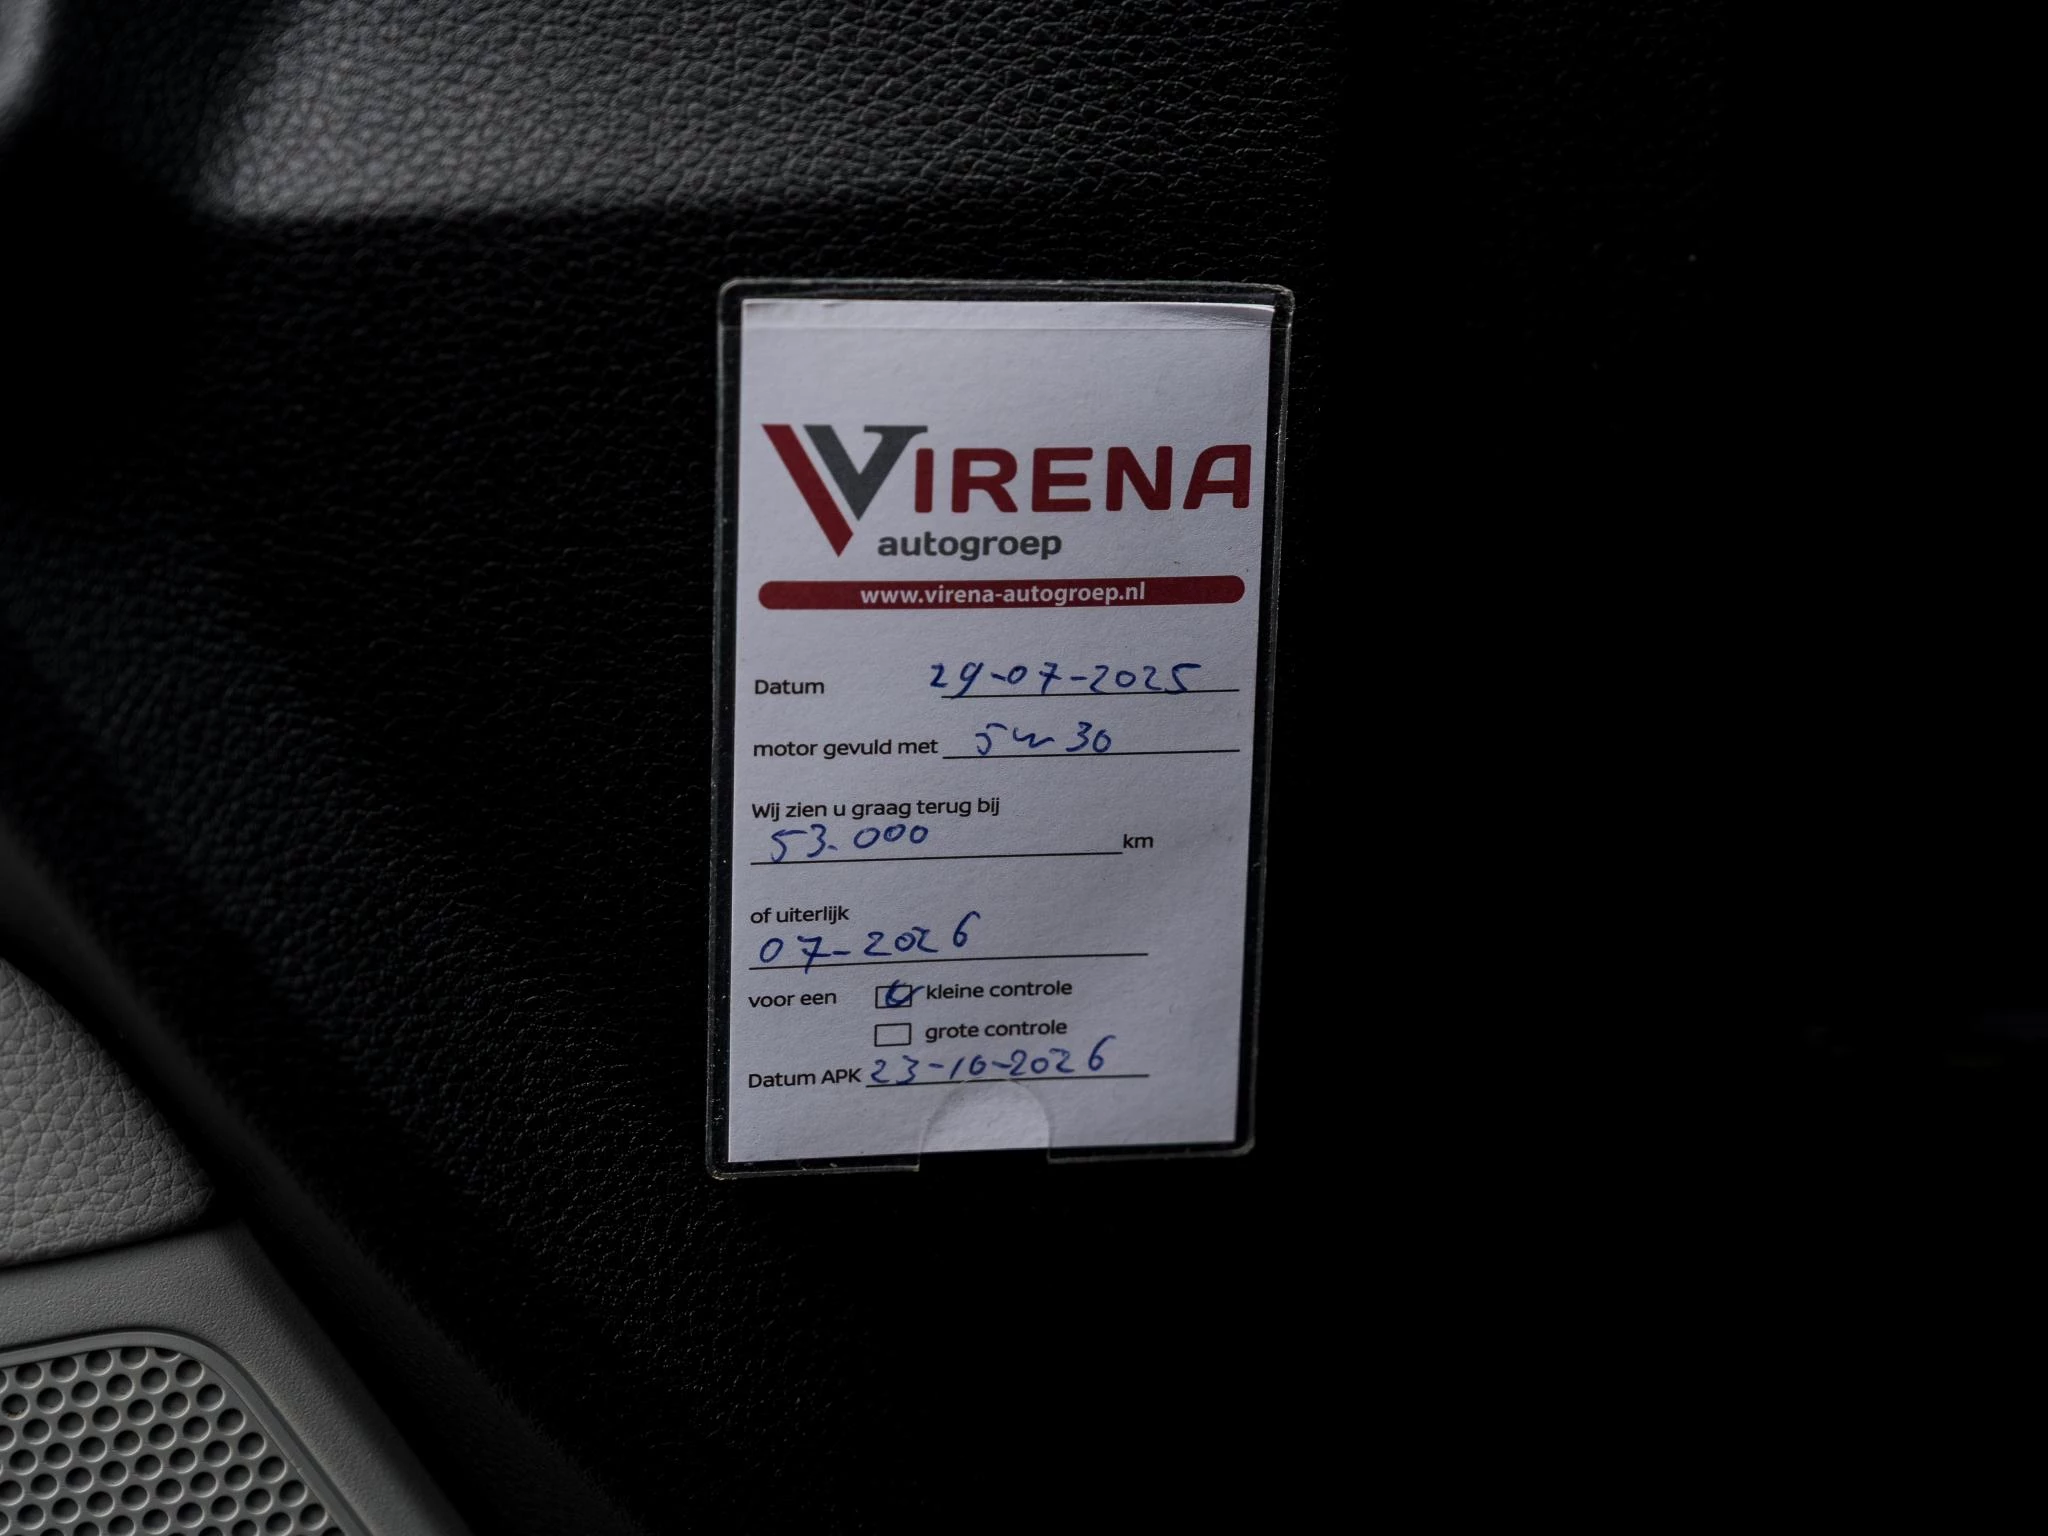 VIRENA
autogroep
www.virena-autogroep.nl
Datum 29-07-2025
motor gevuld met 5w30
Wij zien u graag terug bij
53.000 km
of uiterlijk
07-2026
voor een kleine controle
grote controle
Datum APK 23-10-2026